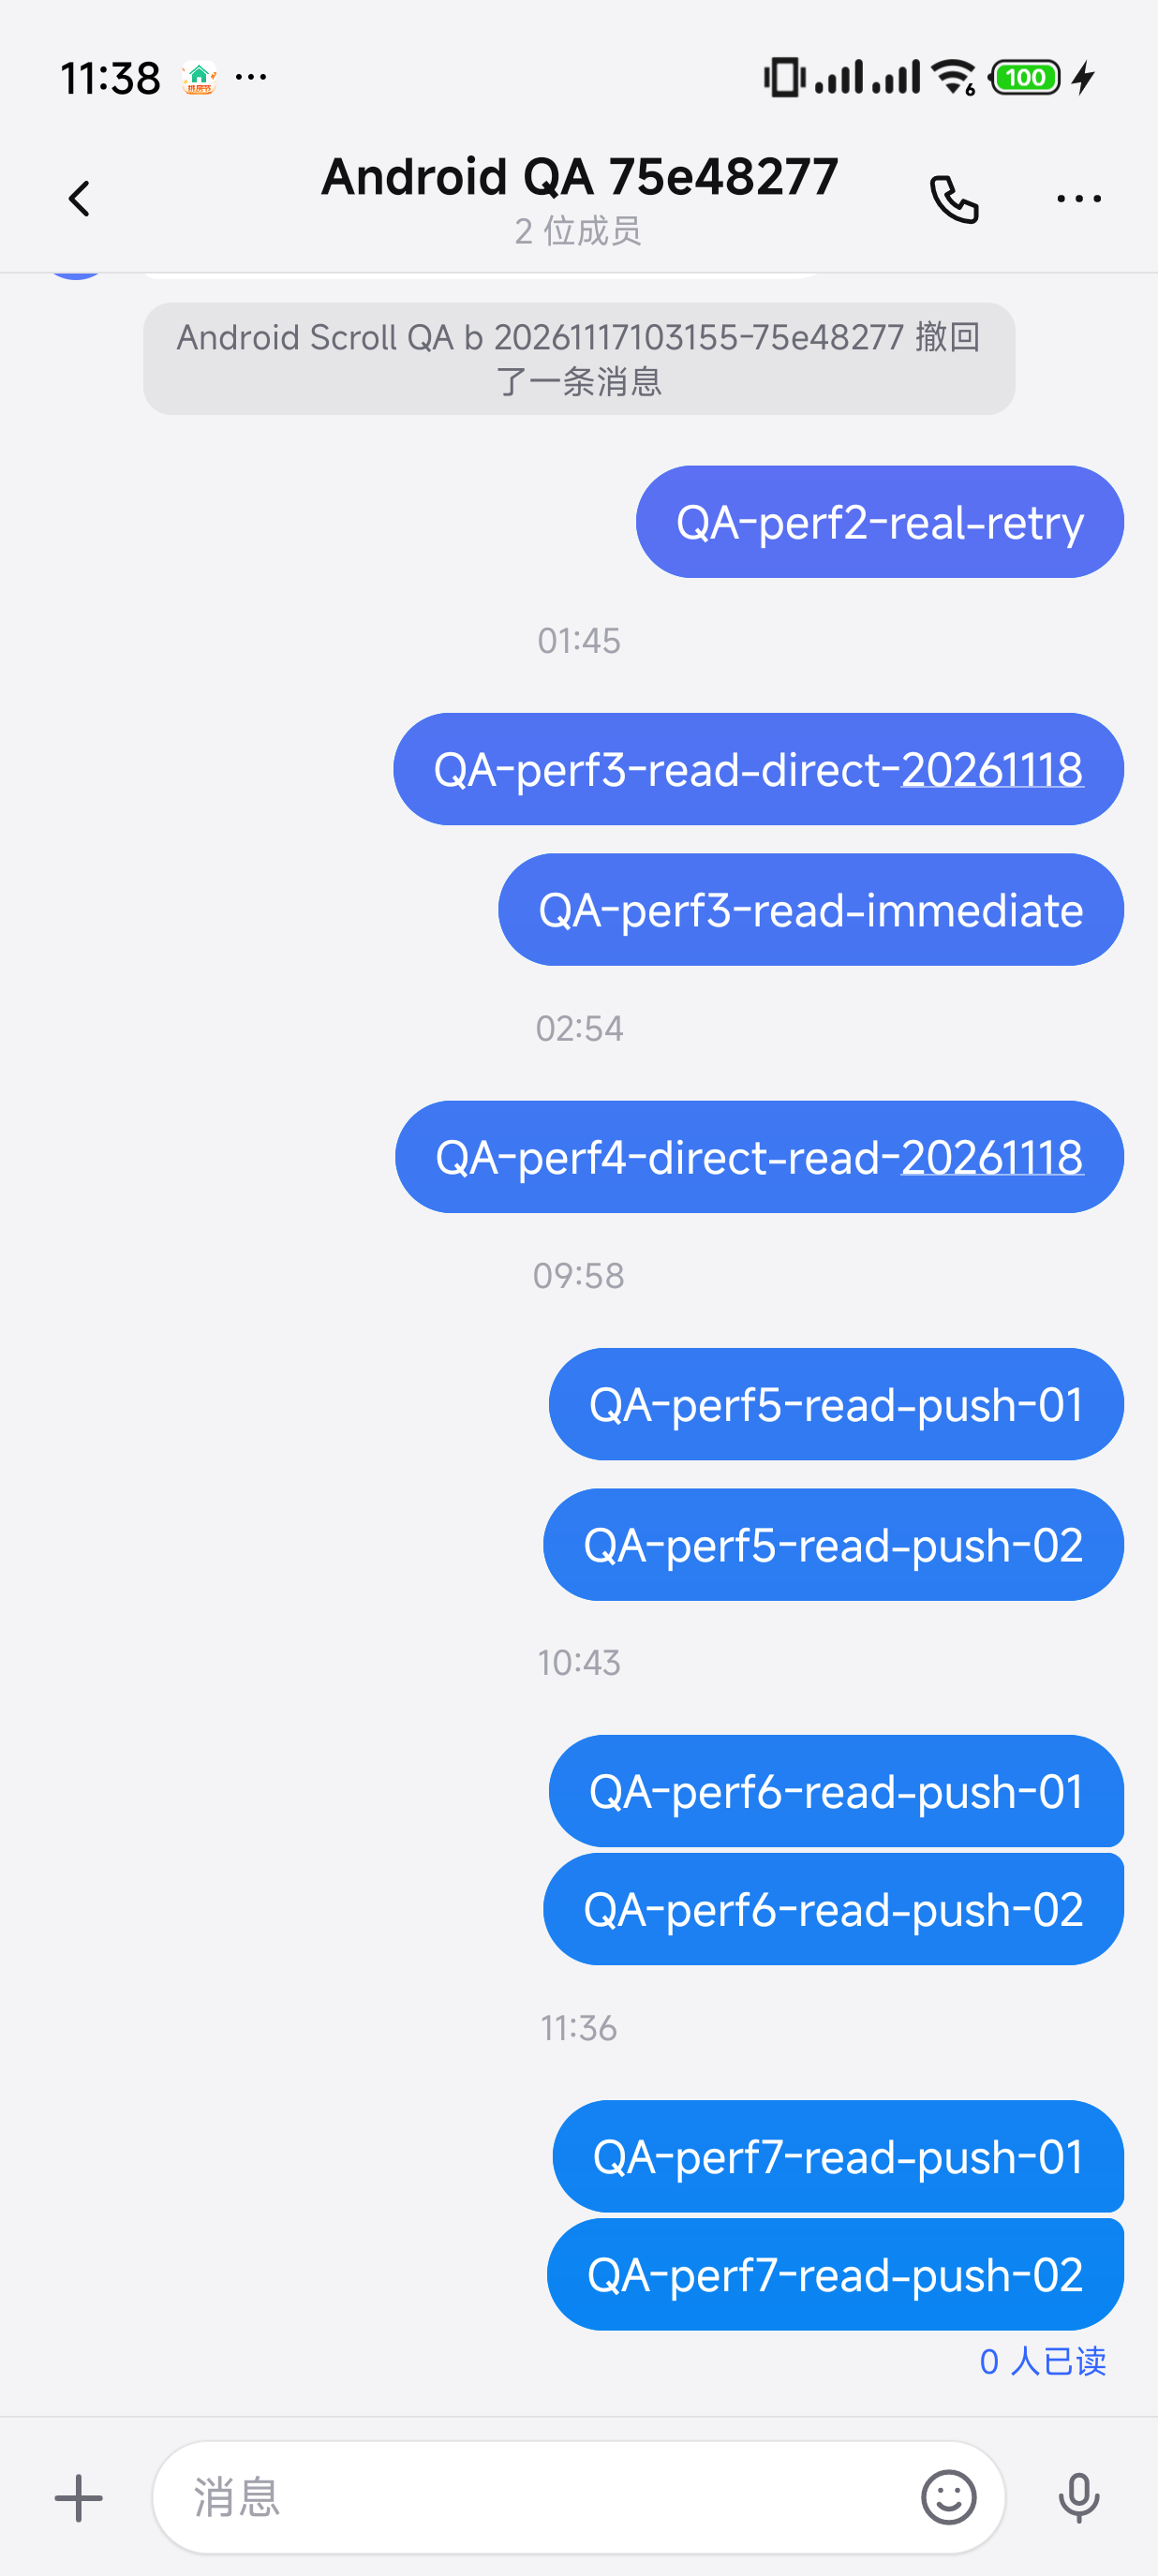 11:38
100
Android QA 75e48277
2 位成员
Android Scroll QA b 20261117103155-75e48277 撤回
了一条消息
QA-perf2-real-retry
01:45
QA-perf3-read-direct-20261118
QA-perf3-read-immediate
02:54
QA-perf4-direct-read-20261118
09:58
QA-perf5-read-push-01
QA-perf5-read-push-02
10:43
QA-perf6-read-push-01
QA-perf6-read-push-02
11:36
QA-perf7-read-push-01
QA-perf7-read-push-02
0 人已读
消息